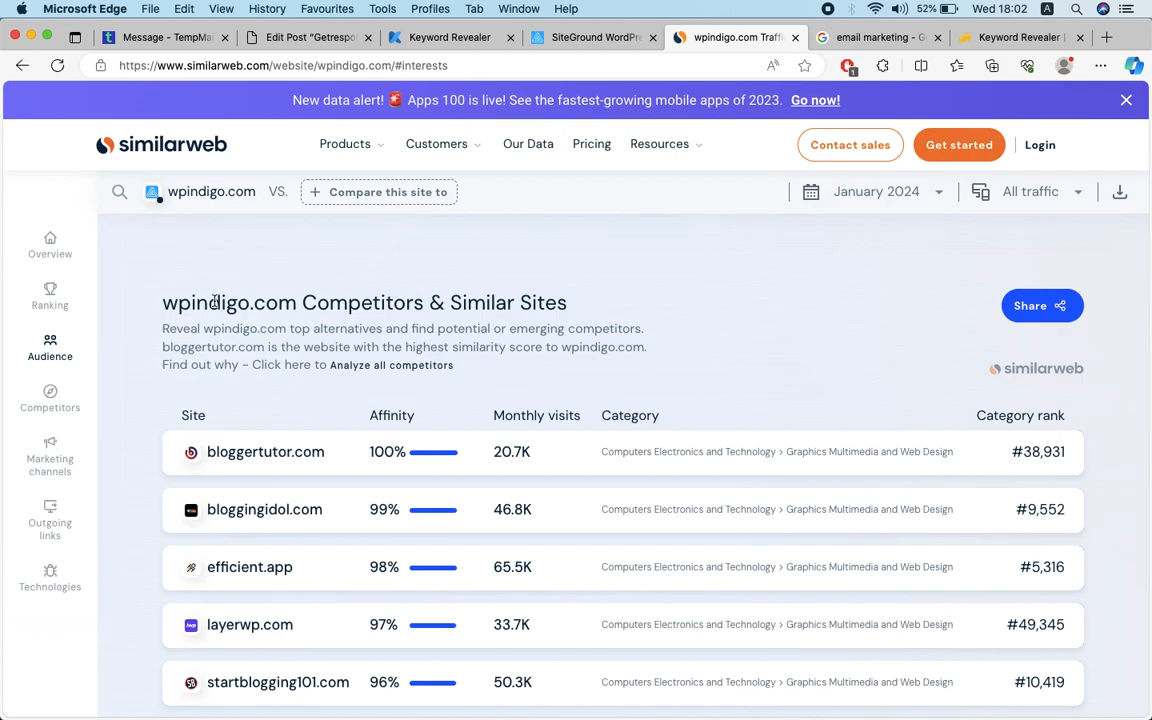 Microsoft Edge File Edit View History Favourites Tools Profiles Tab Window Help 52% Wed 18:02 A
Message - TempMai Edit Post "Getrespon Keyword Revealer SiteGround WordPre wpindigo.com Traffi email marketing - G Keyword Revealer |
https://www.similarweb.com/website/wpindigo.com/#interests
New data alert! 🚨 Apps 100 is live! See the fastest-growing mobile apps of 2023. Go now!
similarweb Products Customers Our Data Pricing Resources Contact sales Get started Login
wpindigo.com VS. + Compare this site to January 2024 All traffic
Overview
Ranking
Audience
Competitors
Marketing channels
Outgoing links
Technologies
wpindigo.com Competitors & Similar Sites
Share
Reveal wpindigo.com top alternatives and find potential or emerging competitors.
bloggertutor.com is the website with the highest similarity score to wpindigo.com.
Find out why - Click here to Analyze all competitors
similarweb
Site Affinity Monthly visits Category Category rank
bloggertutor.com 100% 20.7K Computers Electronics and Technology > Graphics Multimedia and Web Design #38,931
bloggingidol.com 99% 46.8K Computers Electronics and Technology > Graphics Multimedia and Web Design #9,552
efficient.app 98% 65.5K Computers Electronics and Technology > Graphics Multimedia and Web Design #5,316
layerwp.com 97% 33.7K Computers Electronics and Technology > Graphics Multimedia and Web Design #49,345
startblogging101.com 96% 50.3K Computers Electronics and Technology > Graphics Multimedia and Web Design #10,419